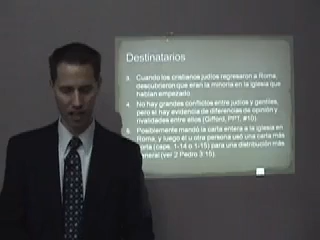 Destinatarios
3. Cuando los cristianos judíos regresaron a Roma,
descubrieron que eran la minoría en la iglesia que
habían empezado.
4. No hay grandes conflictos entre judíos y gentiles,
pero el hay evidencia de diferencias de opinión y
rivalidades entre ellos (Gifford, PPT, #10).
5. Posiblemente mandó la carta entera a la iglesia en
Roma, y luego él u otra persona usó una carta más
corta (caps. 1-14 o 1-15) para una distribución más
general (ver 2 Pedro 3:15).